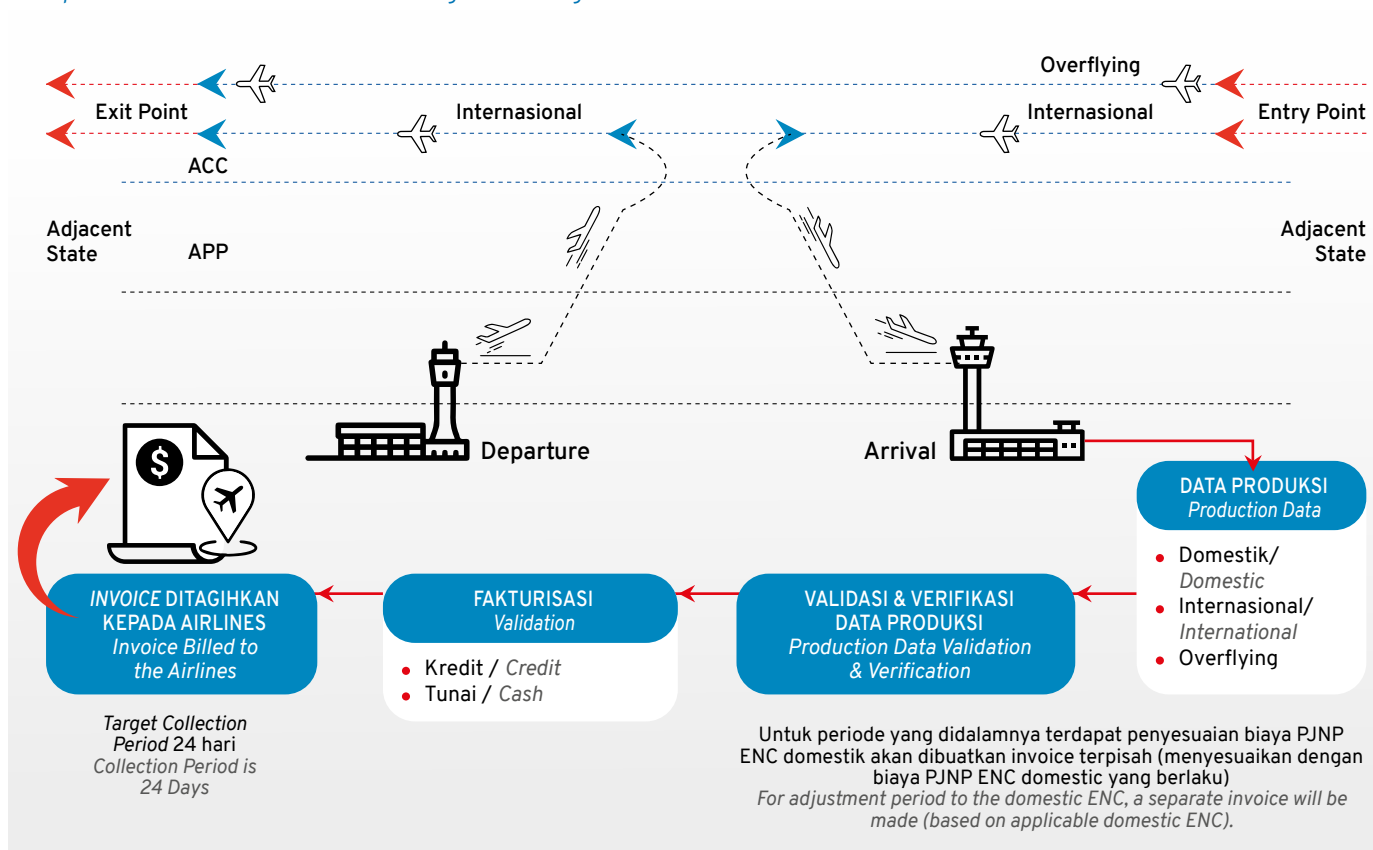 Overflying
Exit Point
Internasional
Internasional
Entry Point
ACC
Adjacent
State
APP
Adjacent
State
Departure
Arrival
DATA PRODUKSI
Production Data
Domestik/
Domestic
Internasional/
International
Overflying
VALIDASI & VERIFIKASI
DATA PRODUKSI
Production Data Validation
& Verification
FAKTURISASI
Validation
Kredit / Credit
Tunai / Cash
INVOICE DITAGIHKAN
KEPADA AIRLINES
Invoice Billed to
the Airlines
$
Target Collection
Period 24 hari
Collection Period is
24 Days
Untuk periode yang didalamnya terdapat penyesuaian biaya PJNP
ENC domestik akan dibuatkan invoice terpisah (menyesuaikan dengan
biaya PJNP ENC domestic yang berlaku)
For adjustment period to the domestic ENC, a separate invoice will be
made (based on applicable domestic ENC).